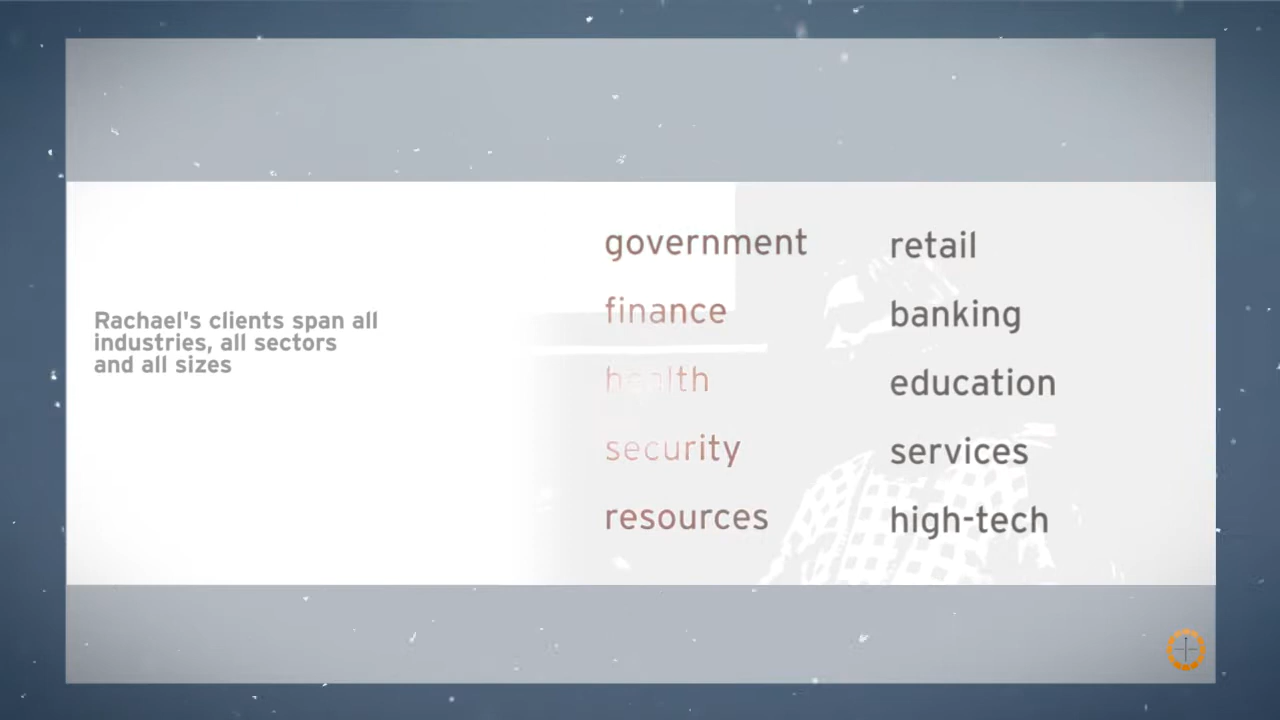 Rachael's clients span all
industries, all sectors
and all sizes
government
finance
health
security
resources
retail
banking
education
services
high-tech